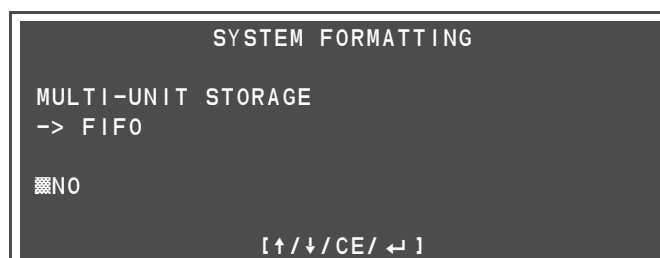 SYSTEM FORMATTING
MULTI-UNIT STORAGE
-> FIFO
▒NO
[↑/↓/CE/↵]